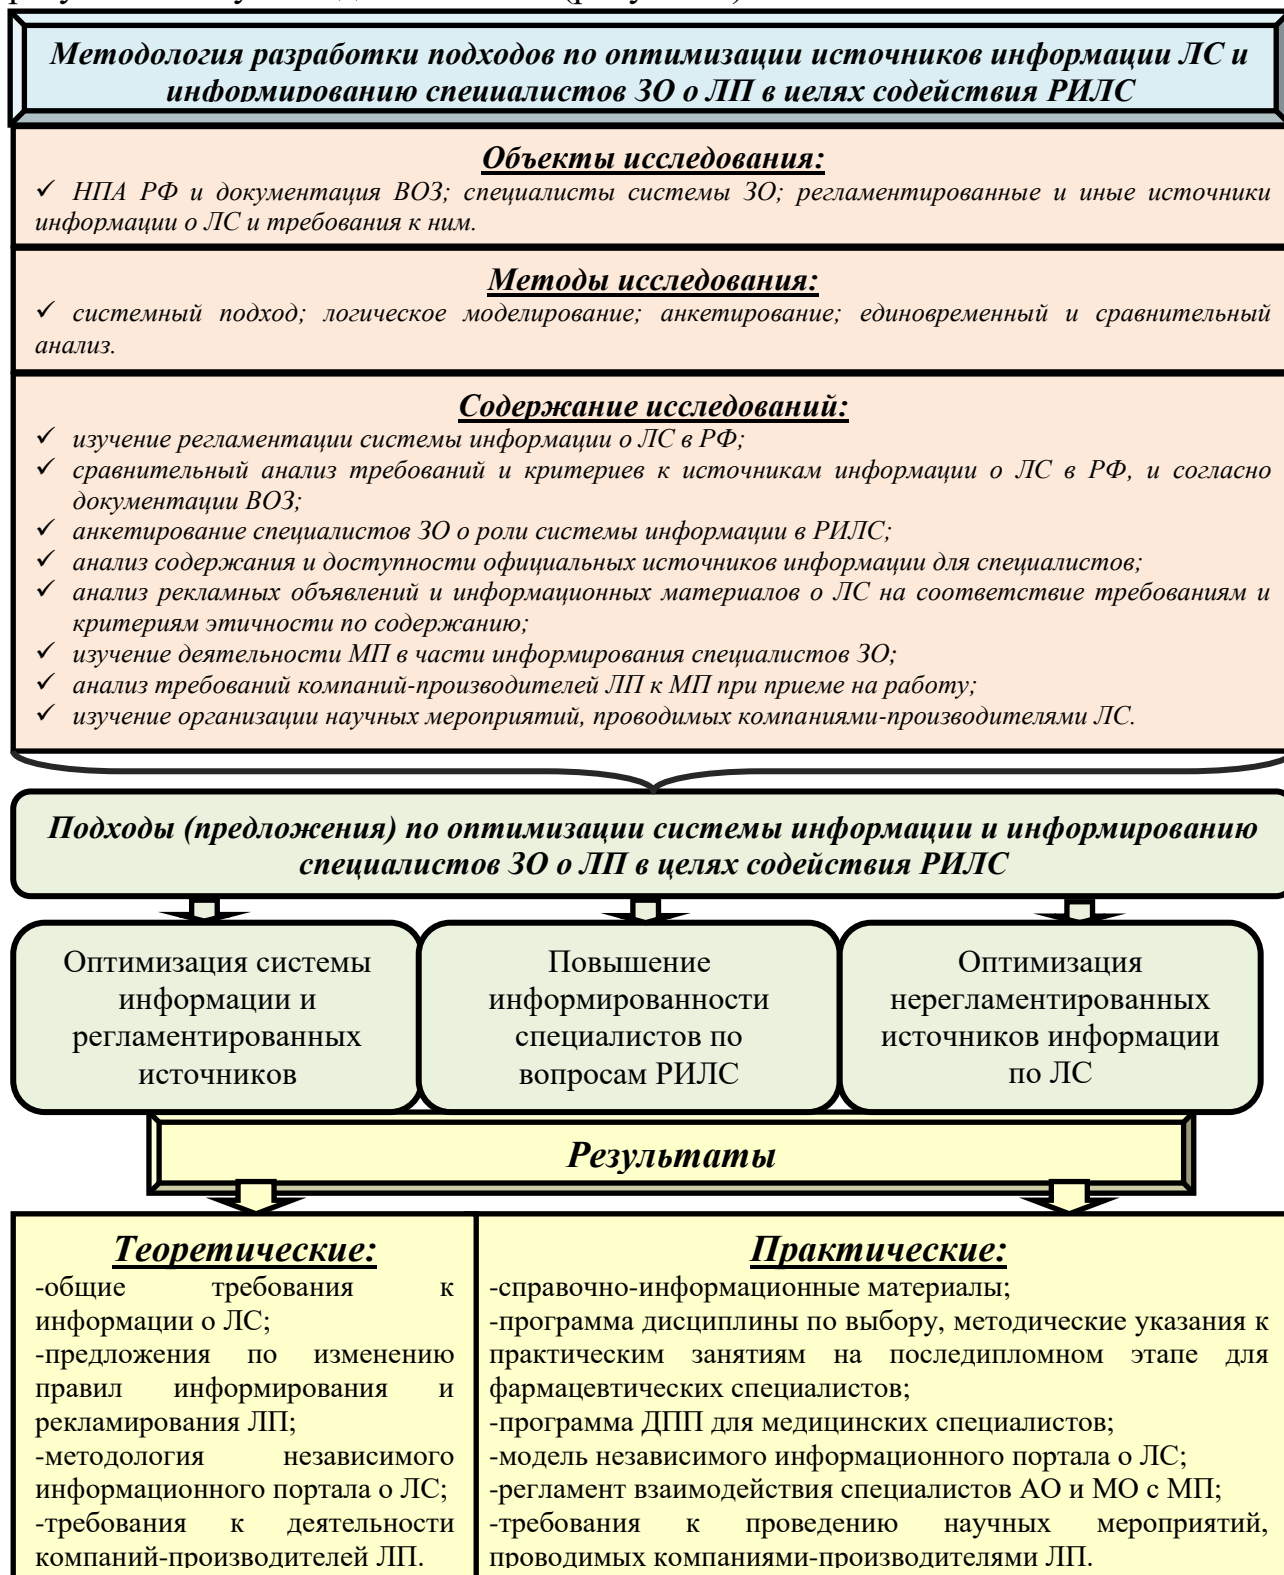 Методология разработки подходов по оптимизации источников информации ЛС и
информированию специалистов ЗО о ЛП в целях содействия РИЛС
Объекты исследования:
✓ НПА РФ и документация ВОЗ; специалисты системы ЗО; регламентированные и иные источники
информации о ЛС и требования к ним.
Методы исследования:
✓ системный подход; логическое моделирование; анкетирование; единовременный и сравнительный
анализ.
Содержание исследований:
✓ изучение регламентации системы информации о ЛС в РФ;
✓ сравнительный анализ требований и критериев к источникам информации о ЛС в РФ, и согласно
документации ВОЗ;
✓ анкетирование специалистов ЗО о роли системы информации в РИЛС;
✓ анализ содержания и доступности официальных источников информации для специалистов;
✓ анализ рекламных объявлений и информационных материалов о ЛС на соответствие требованиям и
критериям этичности по содержанию;
✓ изучение деятельности МП в части информирования специалистов ЗО;
✓ анализ требований компаний-производителей ЛП к МП при приеме на работу;
✓ изучение организации научных мероприятий, проводимых компаниями-производителями ЛС.
Подходы (предложения) по оптимизации системы информации и информированию
специалистов ЗО о ЛП в целях содействия РИЛС
Оптимизация системы
информации и
регламентированных
источников
Повышение
информированности
специалистов по
вопросам РИЛС
Оптимизация
нерегламентированных
источников информации
по ЛС
Результаты
Теоретические:
-общие требования к
информации о ЛС;
-предложения по изменению
правил информирования и
рекламирования ЛП;
-методология независимого
информационного портала о ЛС;
-требования к деятельности
компаний-производителей ЛП.
Практические:
-справочно-информационные материалы;
-программа дисциплины по выбору, методические указания к
практическим занятиям на последипломном этапе для
фармацевтических специалистов;
-программа ДПП для медицинских специалистов;
-модель независимого информационного портала о ЛС;
-регламент взаимодействия специалистов АО и МО с МП;
-требования к проведению научных мероприятий,
проводимых компаниями-производителями ЛП.